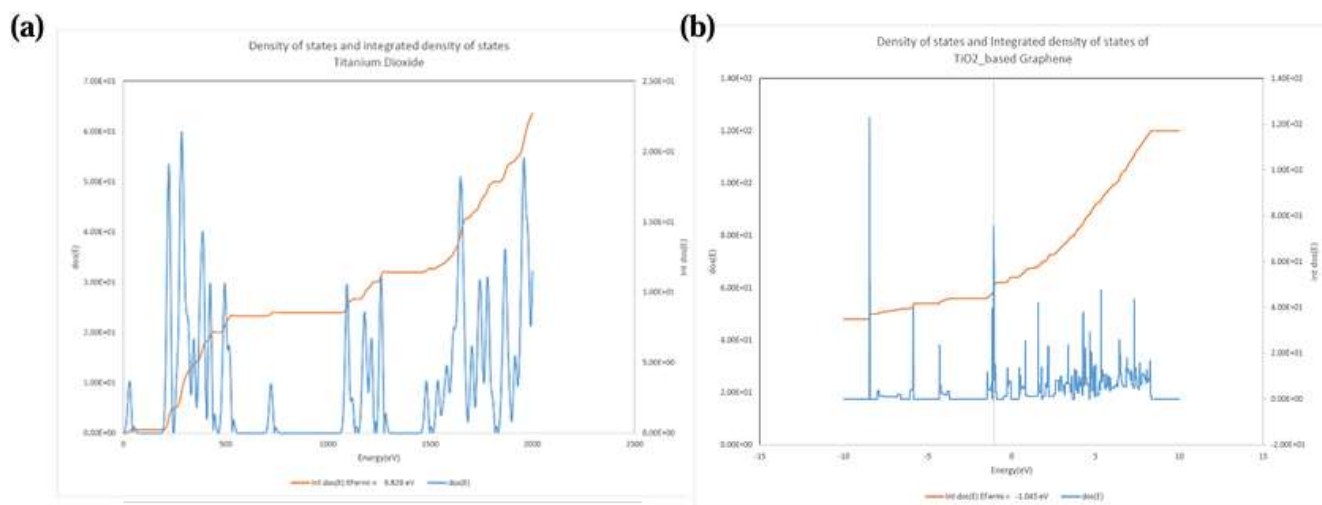 (a)
Density of states and integrated density of states
Titanium Dioxide
7.00E+01
6.00E+01
5.00E+01
4.00E+01
3.00E+01
2.00E+01
1.00E+01
0.00E+00
dos(E)
2.50E+01
2.00E+01
1.50E+01
1.00E+01
5.00E+00
0.00E+00
int dos(E)
0 500 1000 1500 2000 2500
Energy(eV)
Int dos(E) EFermi = 9.829 eV dos(E)
(b)
Density of states and Integrated density of states of
TiO2_based Graphene
1.40E+02
1.20E+02
1.00E+02
8.00E+01
6.00E+01
4.00E+01
2.00E+01
0.00E+00
dos(E)
1.40E+02
1.20E+02
1.00E+02
8.00E+01
6.00E+01
4.00E+01
2.00E+01
0.00E+00
-2.00E+01
int dos(E)
-15 -10 -5 0 5 10 15
Energy(eV)
Int dos(E) EFermi = -1.045 eV dos(E)